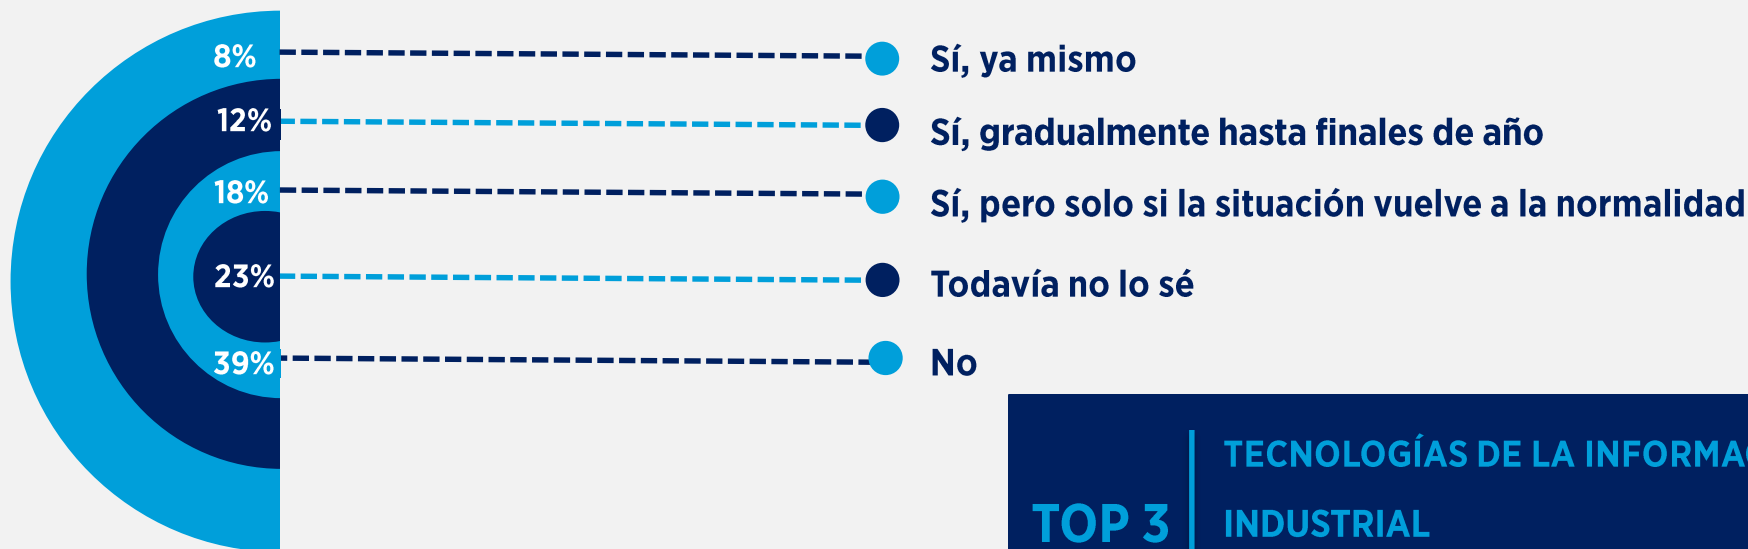 8% Sí, ya mismo
12% Sí, gradualmente hasta finales de año
18% Sí, pero solo si la situación vuelve a la normalidad
23% Todavía no lo sé
39% No
TECNOLOGÍAS DE LA
TOP 3
INDUSTRIAL